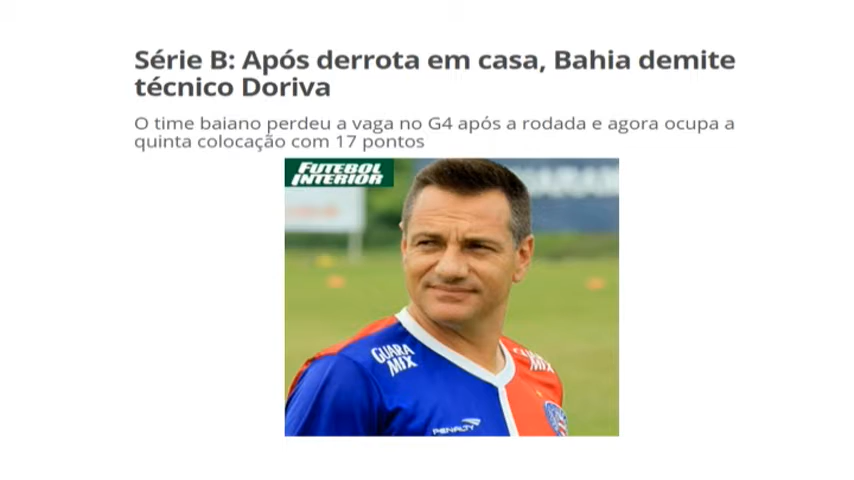 Série B: Após derrota em casa, Bahia demite
técnico Doriva
O time baiano perdeu a vaga no G4 após a rodada e agora ocupa a
quinta colocação com 17 pontos
FUTEBOL
INTERIOR
GUARA
MIX
GUARA
MIX
PENALTY